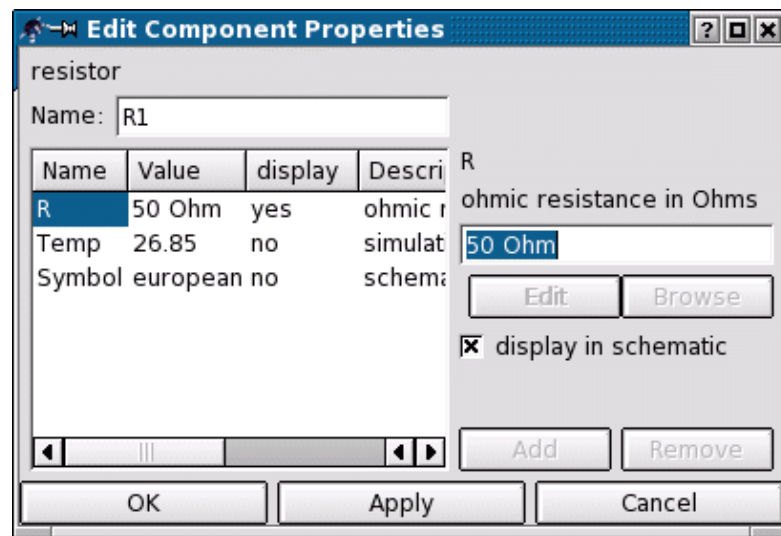 Edit Component Properties
resistor
Name: R1
Name Value display Descri
R 50 Ohm yes ohmic r
Temp 26.85 no simulat
Symbol european no schema
R
ohmic resistance in Ohms
50 Ohm
Edit Browse
display in schematic
Add Remove
OK Apply Cancel